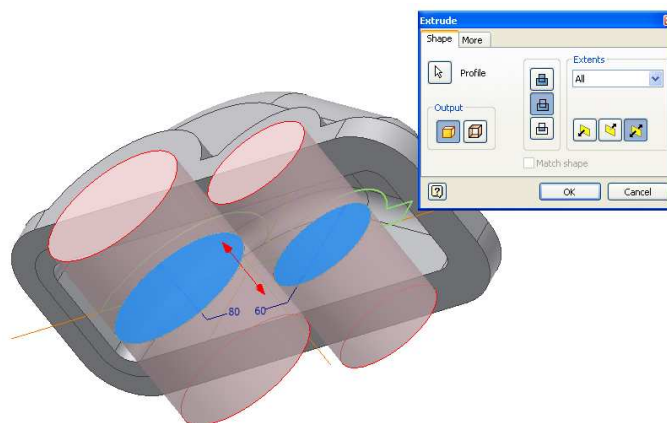 Extrude
Shape More
Profile
Extents
All
Output
Match shape
OK Cancel
80 60